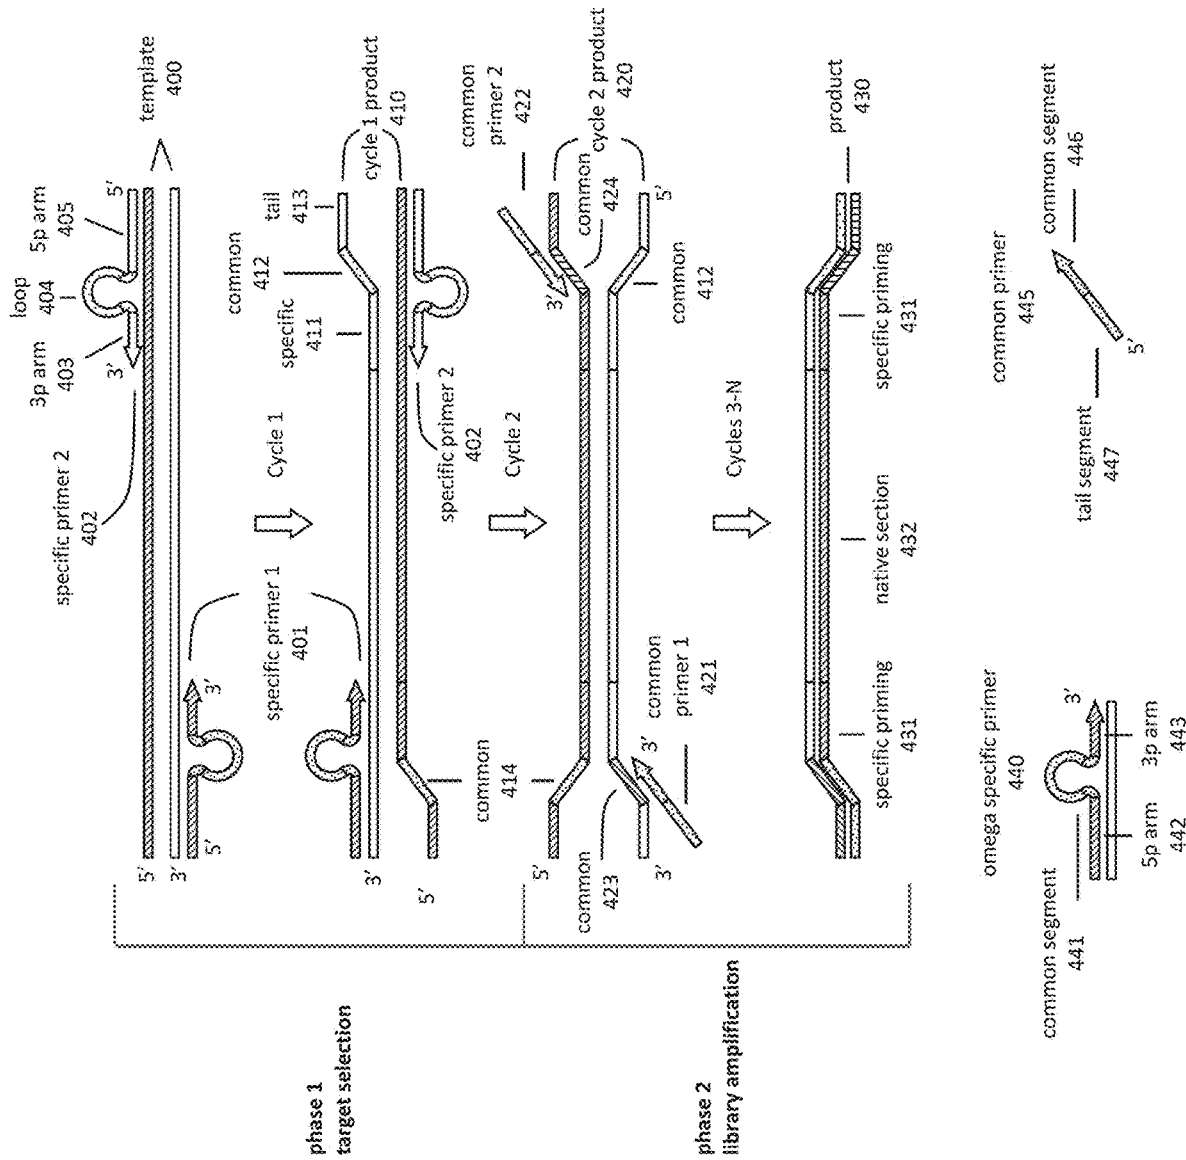 phase 1
target selection
phase 2
library amplification
template
400
5'
3'
5p arm
405
loop
404
3p arm
403
3'
5'
specific primer 2
402
5'
3'
specific primer 1
401
Cycle 1
cycle 1 product
410
tail
413
common
412
specific
411
3'
5'
specific primer 2
402
Cycle 2
common
primer 2
422
cycle 2 product
420
common
424
3'
5'
common
412
common
414
5'
3'
common
423
3'
common
primer 1
421
Cycles 3-N
product
430
specific priming
431
native section
432
specific priming
431
omega specific primer
440
common segment
441
3'
5p arm
442
3p arm
443
common primer
445
common segment
446
5'
tail segment
447